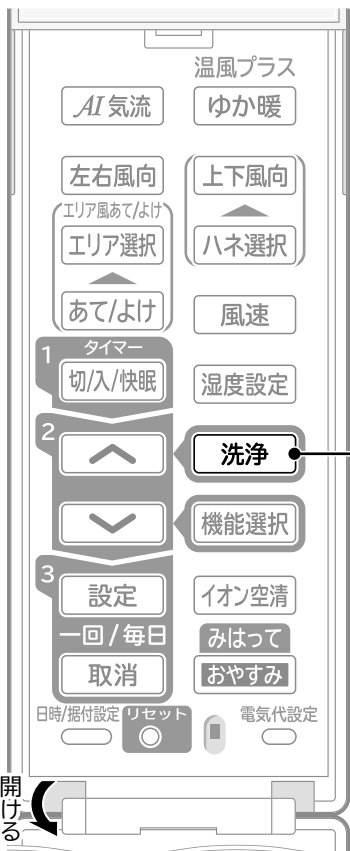 温風プラス
AI 気流
ゆか暖
左右風向
上下風向
エリア風あて/よけ
エリア選択
ハネ選択
あて/よけ
風速
1 タイマー
切/入/快眠
湿度設定
2
洗浄
機能選択
3
設定
イオン空清
一回/毎日
みはって
取消
おやすみ
日時/据付設定
リセット
電気代設定
開ける